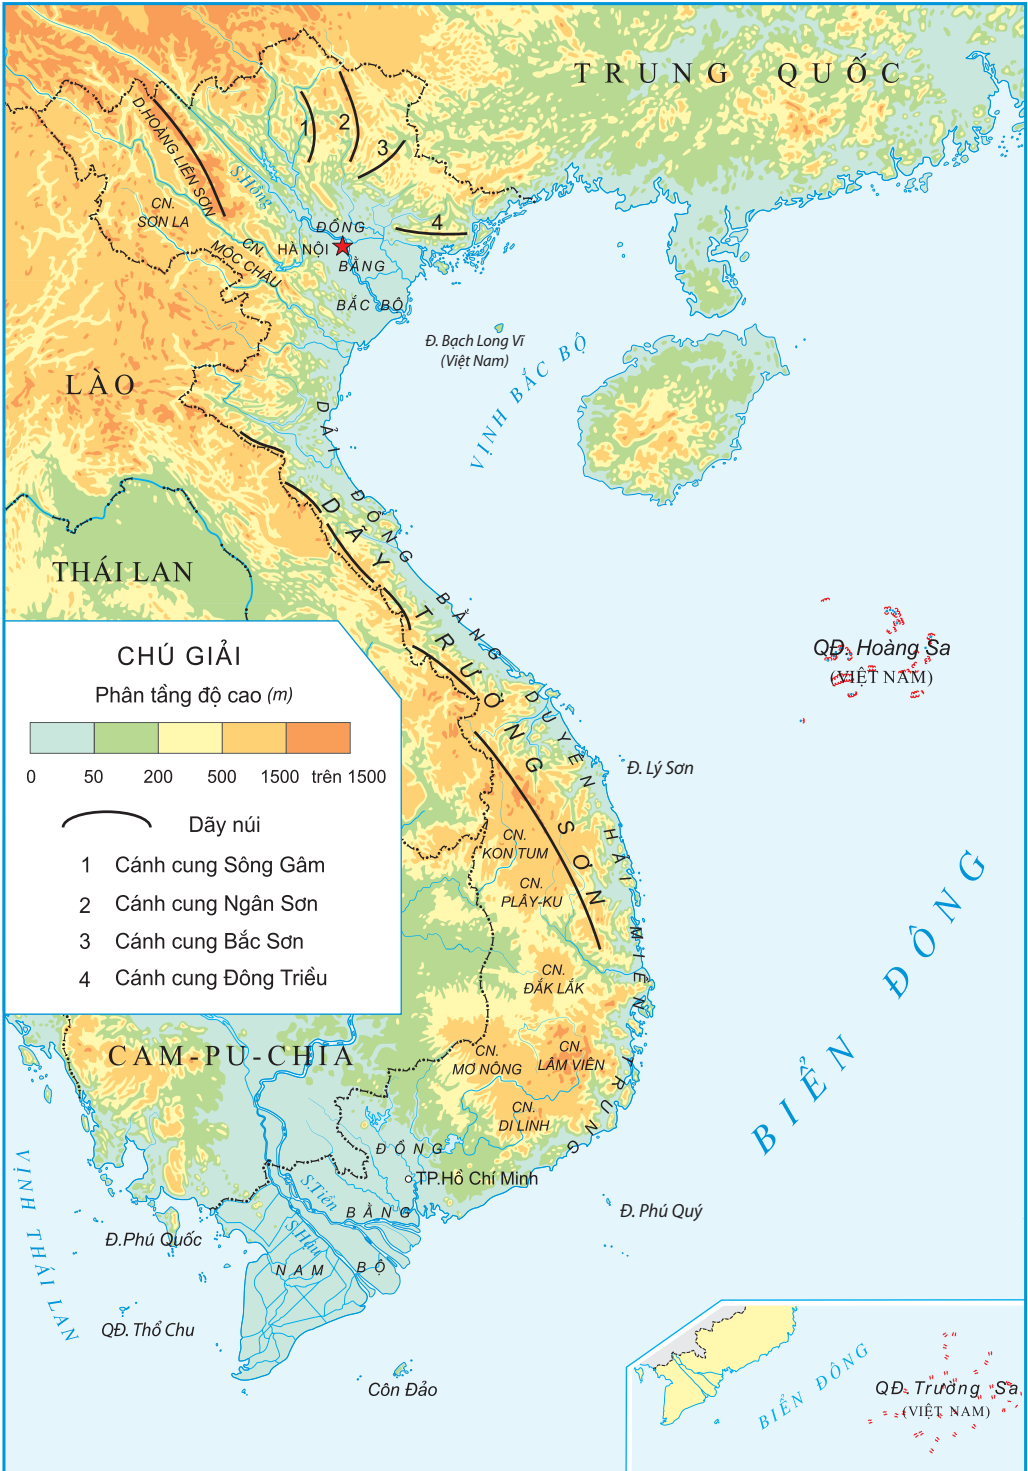 TRUNG QUỐC
D.HOÀNG LIÊN SƠN
1
2
3
4
S.Hồng
CN.
SƠN LA
CN.
MỘC CHÂU
HÀ NỘI
ĐỒNG
BẰNG
BẮC BỘ
Đ. Bạch Long Vĩ
(Việt Nam)
VỊNH BẮC BỘ
LÀO
THÁI LAN
DẢI ĐỒNG BẰNG DUYÊN HẢI MIỀN TRUNG
DÃY TRƯỜNG SƠN
QĐ. Hoàng Sa
(VIỆT NAM)
Đ. Lý Sơn
CHÚ GIẢI
Phân tầng độ cao (m)
0 50 200 500 1500 trên 1500
Dãy núi
1 Cánh cung Sông Gâm
2 Cánh cung Ngân Sơn
3 Cánh cung Bắc Sơn
4 Cánh cung Đông Triều
CN.
KON TUM
CN.
PLÂY-KU
CN.
ĐẮK LẮK
CN.
MƠ NÔNG
CN.
LÂM VIÊN
CN.
DI LINH
BIỂN ĐÔNG
CAM-PU-CHIA
ĐỒNG
TP.Hồ Chí Minh
BẰNG
NAM BỘ
S.Tiền
S.Hậu
VỊNH THÁI LAN
Đ.Phú Quốc
Đ. Phú Quý
QĐ. Thổ Chu
Côn Đảo
BIỂN ĐÔNG
QĐ. Trường Sa
(VIỆT NAM)